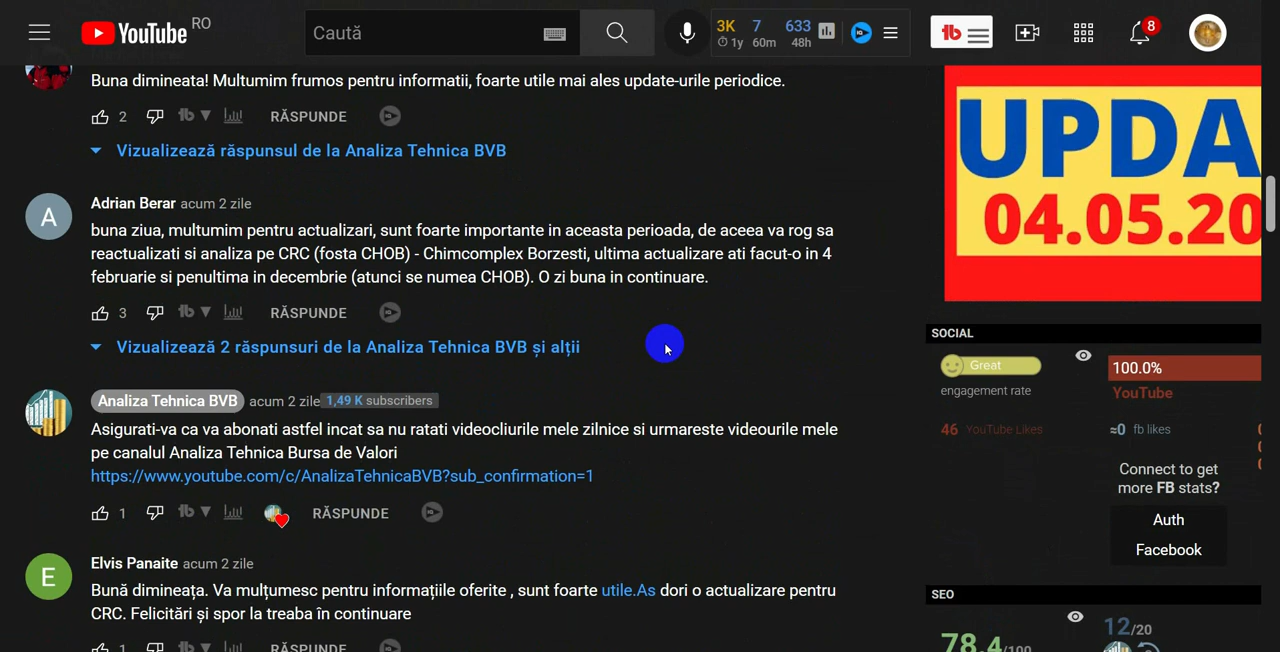 YouTube RO
Caută
3K 7 633
1y 60m 48h
IQ
tb
8
Buna dimineata! Multumim frumos pentru informatii, foarte utile mai ales update-urile periodice.
2 tb RĂSPUNDE
Vizualizează răspunsul de la Analiza Tehnica BVB
A
Adrian Berar acum 2 zile
buna ziua, multumim pentru actualizari, sunt foarte importante in aceasta perioada, de aceea va rog sa
reactualizati si analiza pe CRC (fosta CHOB) - Chimcomplex Borzesti, ultima actualizare ati facut-o in 4
februarie si penultima in decembrie (atunci se numea CHOB). O zi buna in continuare.
3 tb RĂSPUNDE
Vizualizează 2 răspunsuri de la Analiza Tehnica BVB și alții
Analiza Tehnica BVB acum 2 zile 1,49 K subscribers
Asigurati-va ca va abonati astfel incat sa nu ratati videocliurile mele zilnice si urmareste videourile mele
pe canalul Analiza Tehnica Bursa de Valori
https://www.youtube.com/c/AnalizaTehnicaBVB?sub_confirmation=1
1 tb RĂSPUNDE
E
Elvis Panaite acum 2 zile
Bună dimineața. Va mulțumesc pentru informațiile oferite , sunt foarte utile.As dori o actualizare pentru
CRC. Felicitări și spor la treaba în continuare
1 tb RĂSPUNDE
UPDA
04.05.20
SOCIAL
Great
engagement rate
100.0%
YouTube
46 YouTube Likes
≈0 fb likes
Connect to get
more FB stats?
Auth
Facebook
SEO
78.4/100
12/20